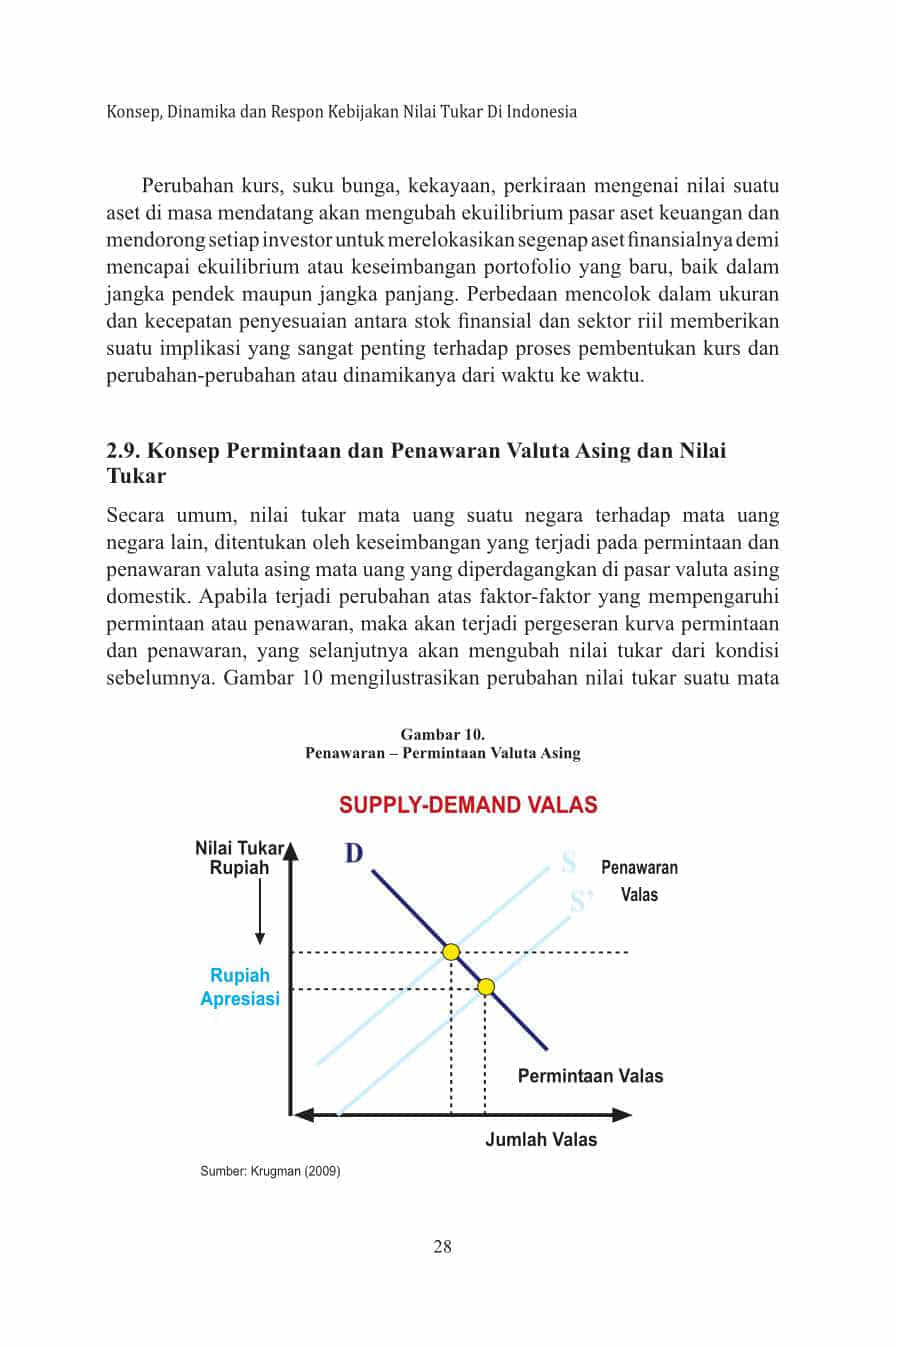 Konsep, Dinamika dan Respon Kebijakan Nilai Tukar Di Indonesia
Perubahan kurs, suku bunga, kekayaan, perkiraan mengenai nilai suatu
aset di masa mendatang akan mengubah ekuilibrium pasar aset keuangan dan
mendorong setiap investor untuk merelokasikan segenap aset finansialnya demi
mencapai ekuilibrium atau keseimbangan portofolio yang baru, baik dalam
jangka pendek maupun jangka panjang. Perbedaan mencolok dalam ukuran
dan kecepatan penyesuaian antara stok finansial dan sektor riil memberikan
suatu implikasi yang sangat penting terhadap proses pembentukan kurs dan
perubahan-perubahan atau dinamikanya dari waktu ke waktu.
2.9. Konsep Permintaan dan Penawaran Valuta Asing dan Nilai
Tukar
Secara umum, nilai tukar mata uang suatu negara terhadap mata uang
negara lain, ditentukan oleh keseimbangan yang terjadi pada permintaan dan
penawaran valuta asing mata uang yang diperdagangkan di pasar valuta asing
domestik. Apabila terjadi perubahan atas faktor-faktor yang mempengaruhi
permintaan atau penawaran, maka akan terjadi pergeseran kurva permintaan
dan penawaran, yang selanjutnya akan mengubah nilai tukar dari kondisi
sebelumnya. Gambar 10 mengilustrasikan perubahan nilai tukar suatu mata
Gambar 10.
Penawaran – Permintaan Valuta Asing
SUPPLY-DEMAND VALAS
Nilai Tukar
Rupiah
D
S
Penawaran
Valas
S'
Rupiah
Apresiasi
Permintaan Valas
Jumlah Valas
Sumber: Krugman (2009)
28